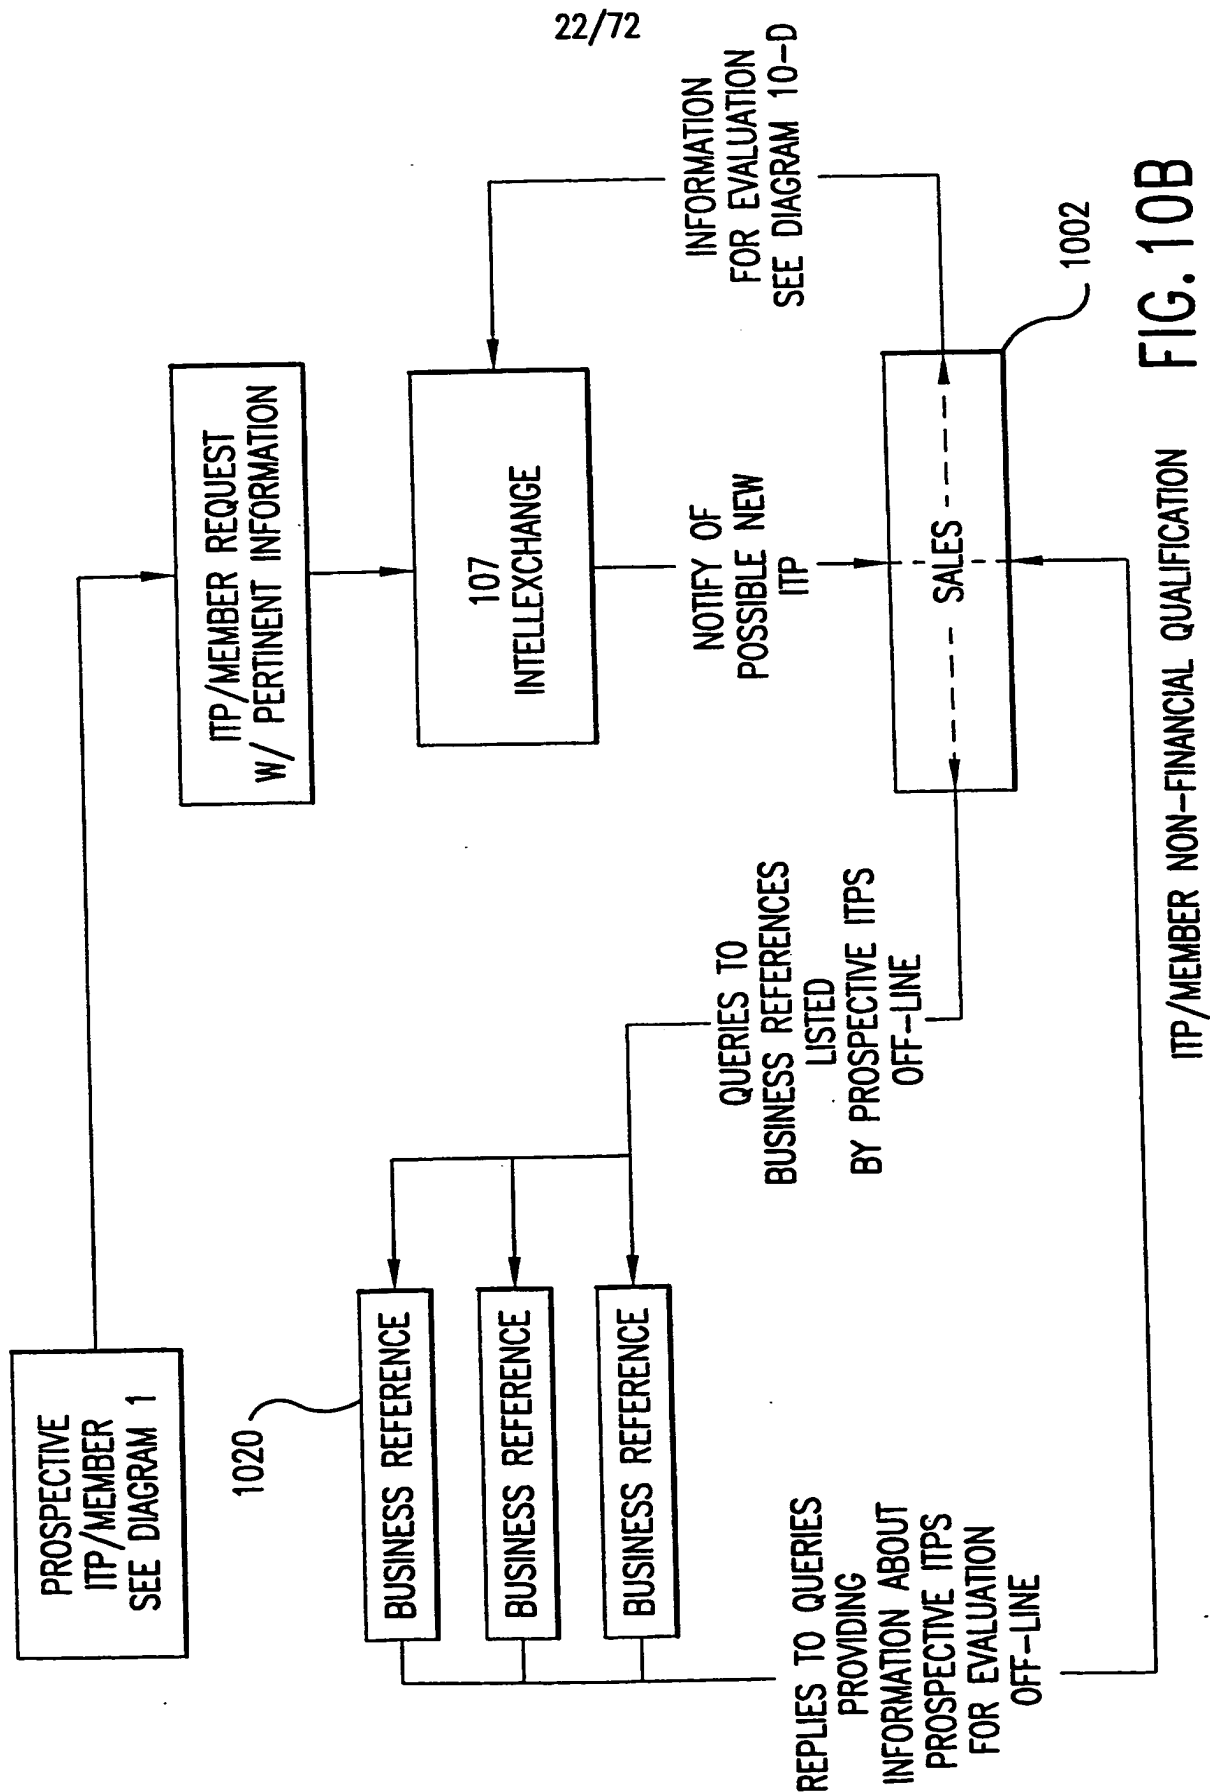 22/72
PROSPECTIVE
ITP/MEMBER
SEE DIAGRAM 1
ITP/MEMBER REQUEST
W/ PERTINENT INFORMATION
107
INTELLEXCHANGE
INFORMATION
FOR EVALUATION
SEE DIAGRAM 10-D
NOTIFY OF
POSSIBLE NEW
ITP
SALES
1002
1020
BUSINESS REFERENCE
BUSINESS REFERENCE
BUSINESS REFERENCE
QUERIES TO
BUSINESS REFERENCES
LISTED
BY PROSPECTIVE ITPS
OFF-LINE
REPLIES TO QUERIES
PROVIDING
INFORMATION ABOUT
PROSPECTIVE ITPS
FOR EVALUATION
OFF-LINE
ITP/MEMBER NON-FINANCIAL QUALIFICATION
FIG. 10B